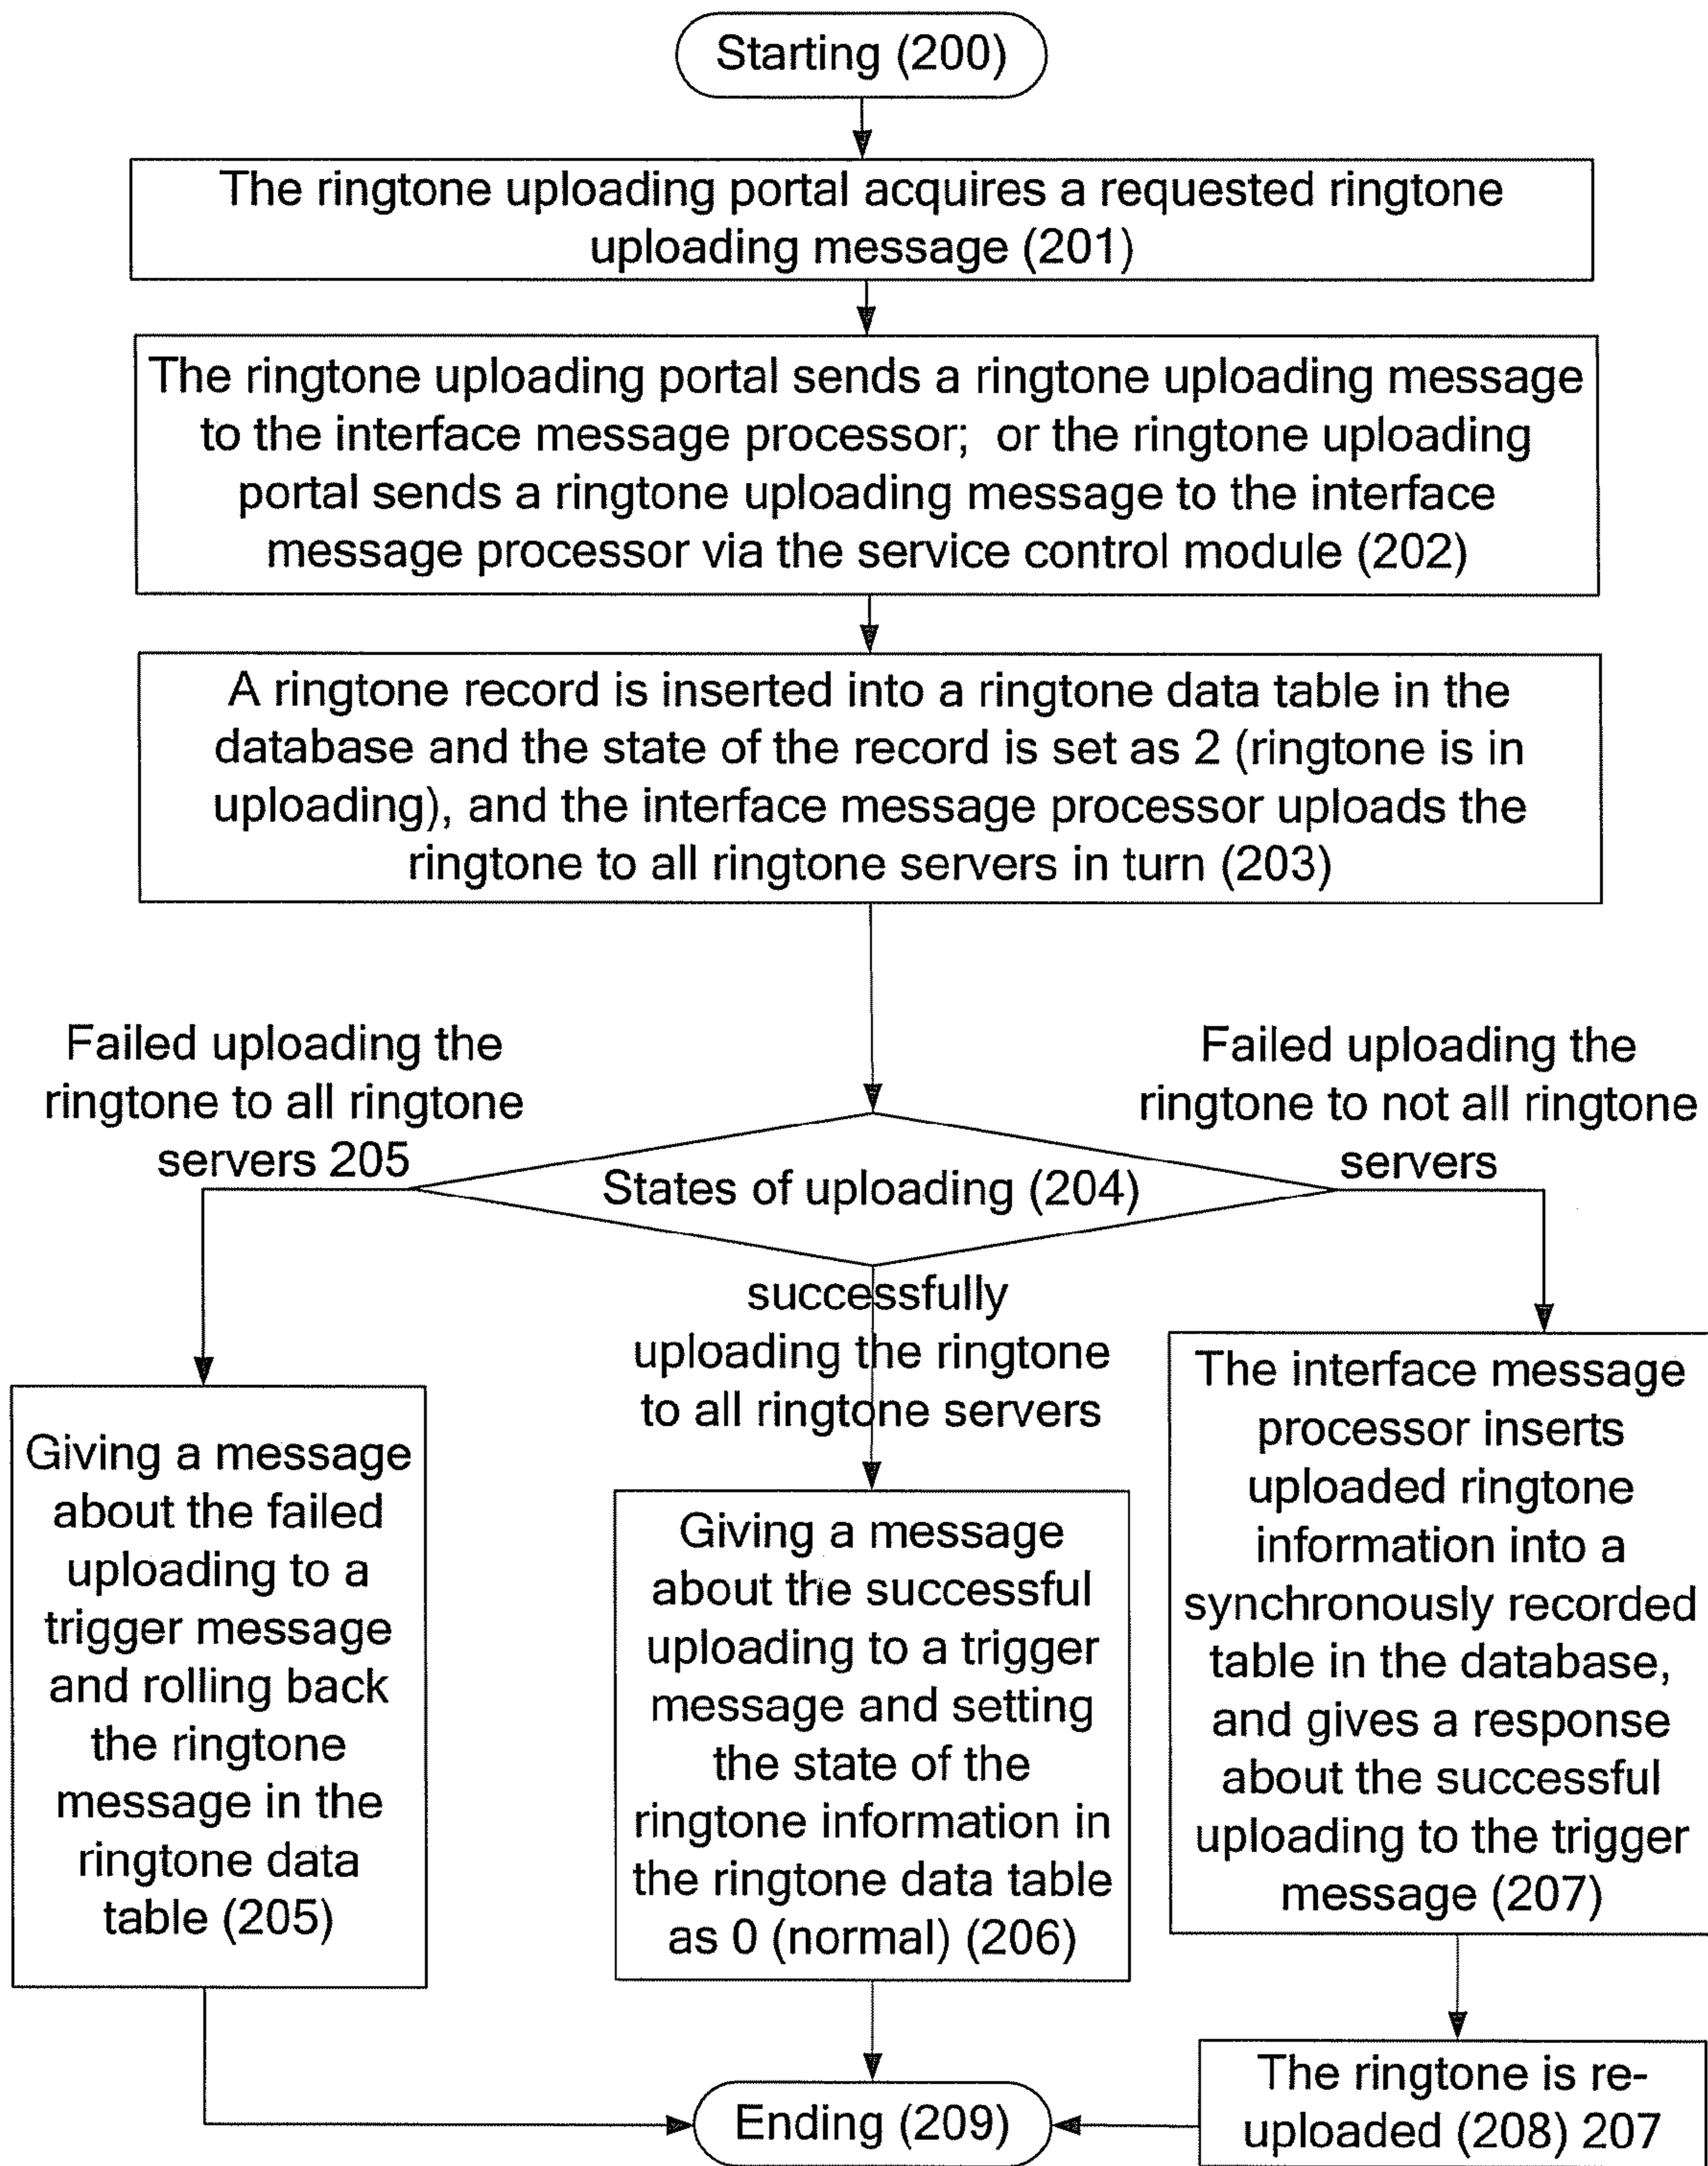 Starting (200)
The ringtone uploading portal acquires a requested ringtone
uploading message (201)
The ringtone uploading portal sends a ringtone uploading message
to the interface message processor; or the ringtone uploading
portal sends a ringtone uploading message to the interface
message processor via the service control module (202)
A ringtone record is inserted into a ringtone data table in the
database and the state of the record is set as 2 (ringtone is in
uploading), and the interface message processor uploads the
ringtone to all ringtone servers in turn (203)
Failed uploading the
ringtone to all ringtone
servers 205
Failed uploading the
ringtone to not all ringtone
servers
States of uploading (204)
successfully
uploading the ringtone
to all ringtone servers
Giving a message
about the failed
uploading to a
trigger message
and rolling back
the ringtone
message in the
ringtone data
table (205)
Giving a message
about the successful
uploading to a trigger
message and setting
the state of the
ringtone information in
the ringtone data table
as 0 (normal) (206)
The interface message
processor inserts
uploaded ringtone
information into a
synchronously recorded
table in the database,
and gives a response
about the successful
uploading to the trigger
message (207)
The ringtone is re-
uploaded (208) 207
Ending (209)